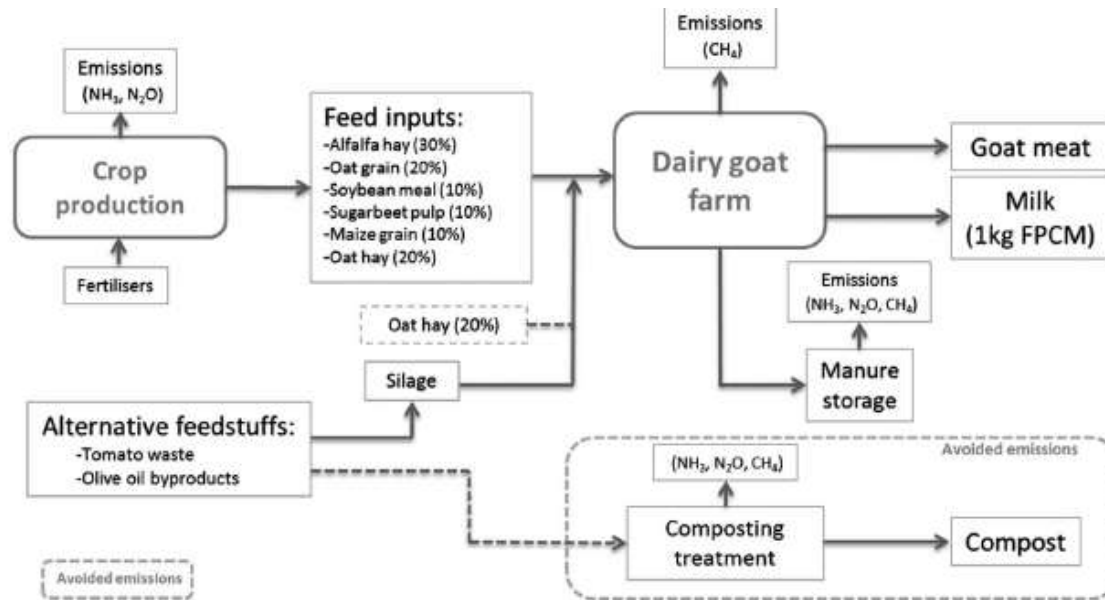 Emissions
(NH₃, N₂O)
Crop
production
Fertilisers
Feed inputs:
-Alfalfa hay (30%)
-Oat grain (20%)
-Soybean meal (10%)
-Sugarbeet pulp (10%)
-Maize grain (10%)
-Oat hay (20%)
Emissions
(CH₄)
Dairy goat
farm
Goat meat
Milk
(1kg FPCM)
Emissions
(NH₃, N₂O, CH₄)
Manure
storage
Oat hay (20%)
Silage
Alternative feedstuffs:
-Tomato waste
-Olive oil byproducts
Avoided emissions
(NH₃, N₂O, CH₄)
Composting
treatment
Compost
Avoided emissions